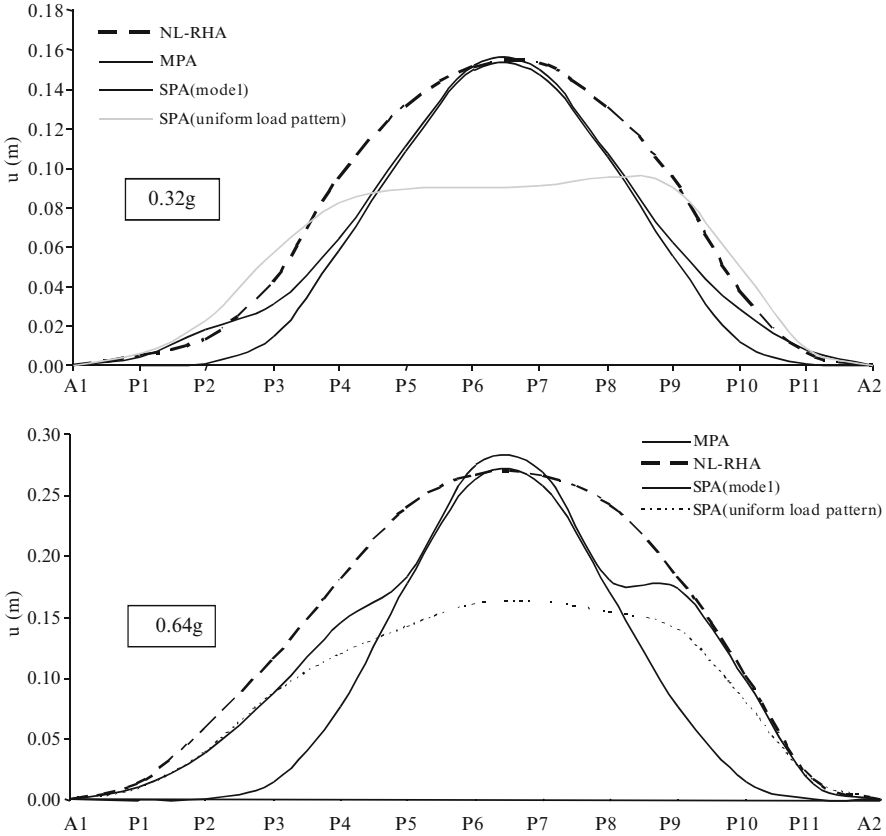 0.18
0.16
0.14
0.12
0.10
0.08
0.06
0.04
0.02
0.00
u (m)
NL-RHA
MPA
SPA(mode1)
SPA(uniform load pattern)
0.32g
A1 P1 P2 P3 P4 P5 P6 P7 P8 P9 P10 P11 A2
0.30
0.25
0.20
0.15
0.10
0.05
0.00
u (m)
MPA
NL-RHA
SPA(mode1)
SPA(uniform load pattern)
0.64g
A1 P1 P2 P3 P4 P5 P6 P7 P8 P9 P10 P11 A2